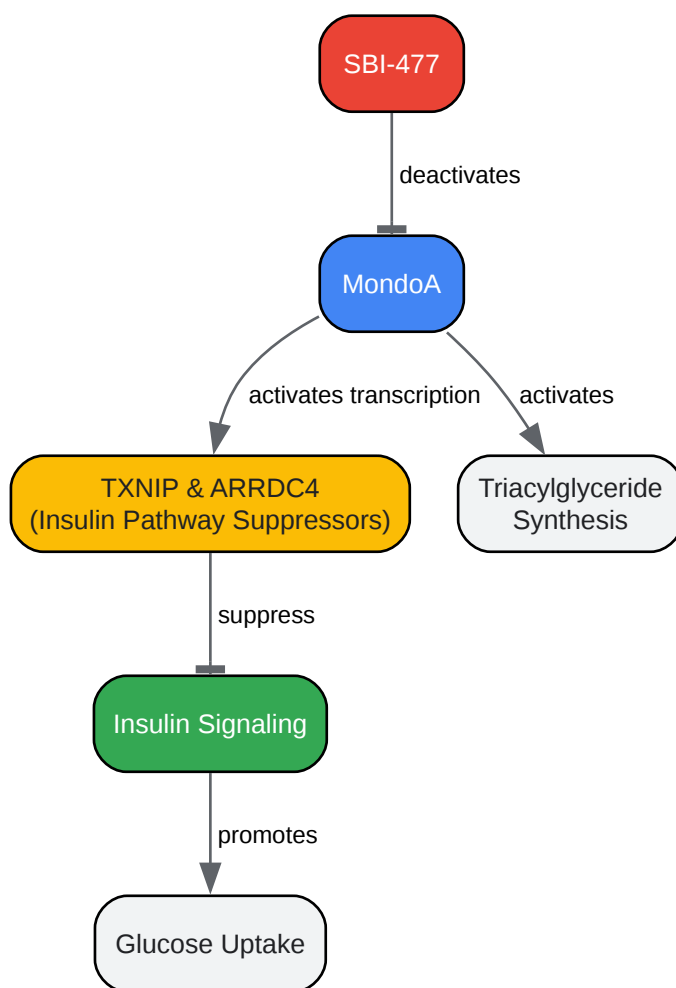 SBI-477
deactivates
MondoA
activates transcription
activates
TXNIP & ARRDC4
(Insulin Pathway Suppressors)
Triacylglyceride
Synthesis
suppress
Insulin Signaling
promotes
Glucose Uptake